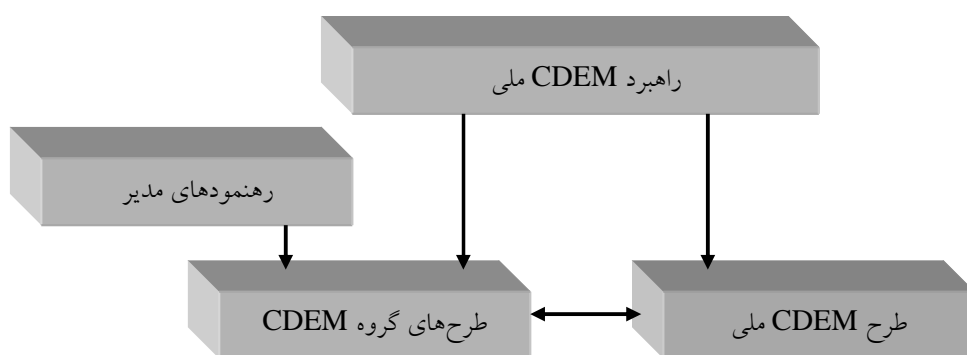 راهبرد CDEM ملی
رهنمودهای مدیر
طرح‌های گروه CDEM
طرح CDEM ملی